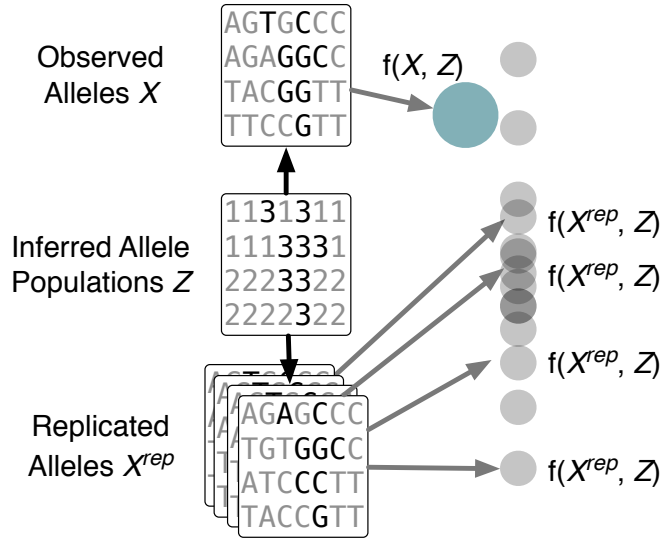 Observed
Alleles X
AGTGCCC
AGAGGCC
TACGGTT
TTCCGTT
f(X, Z)
Inferred Allele
Populations Z
1131311
1113331
2223322
2222322
f(X^rep, Z)
f(X^rep, Z)
f(X^rep, Z)
f(X^rep, Z)
Replicated
Alleles X^rep
AGAGCCC
TGTGGCC
ATCCCTT
TACCGTT